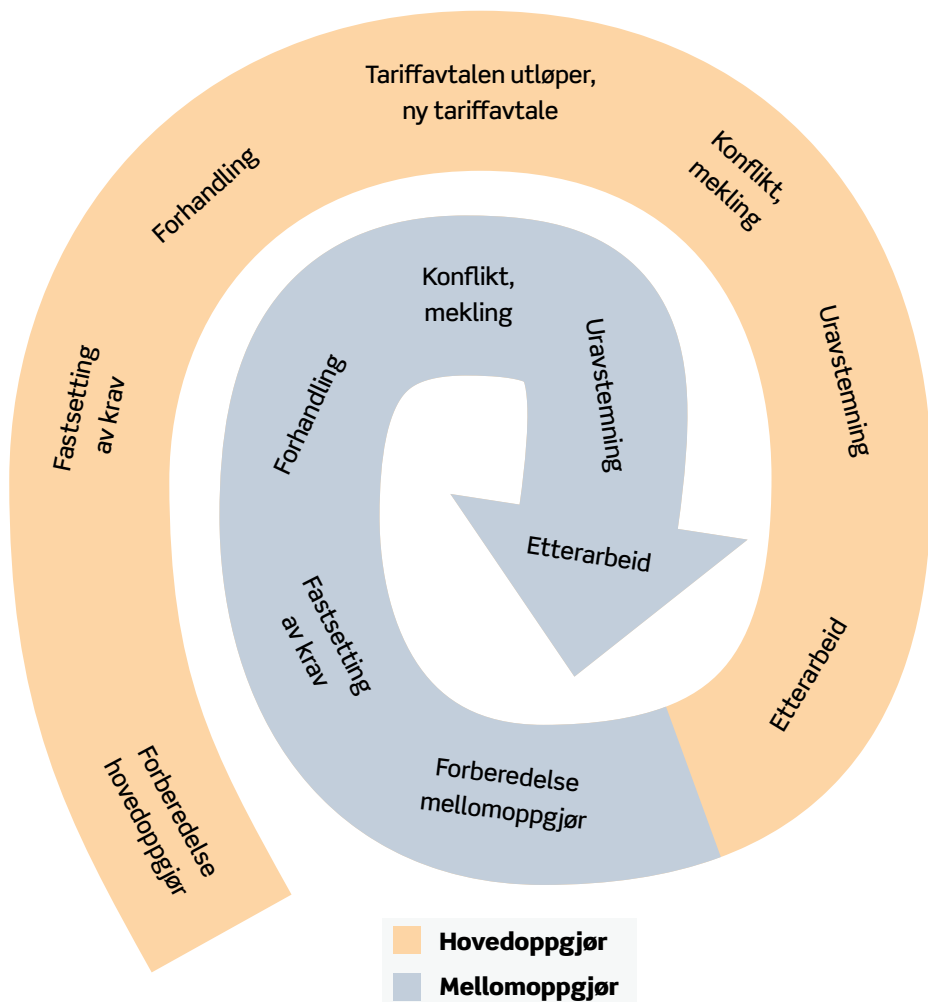 Forberedelse
hovedoppgjør
Fastsetting
av krav
Forhandling
Tariffavtalen utløper,
ny tariffavtale
Konflikt,
mekling
Uravstemning
Etterarbeid
Forberedelse
mellomoppgjør
Fastsetting
av krav
Forhandling
Konflikt,
mekling
Uravstemning
Etterarbeid
Hovedoppgjør
Mellomoppgjør